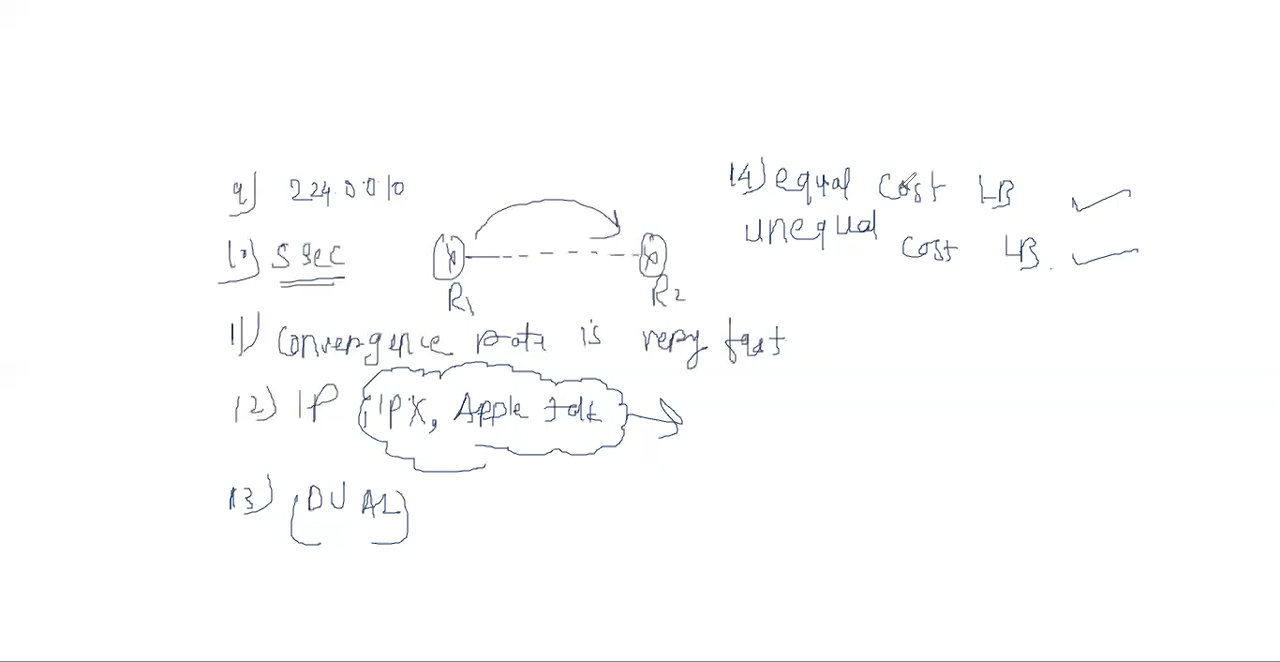 9) 224.0.0.10
10) 5 sec
R1
R2
11) Convergence rate is very fast
12) IP IPX, Apple talk
13) DUAL
14) equal cost LB
unequal cost LB.